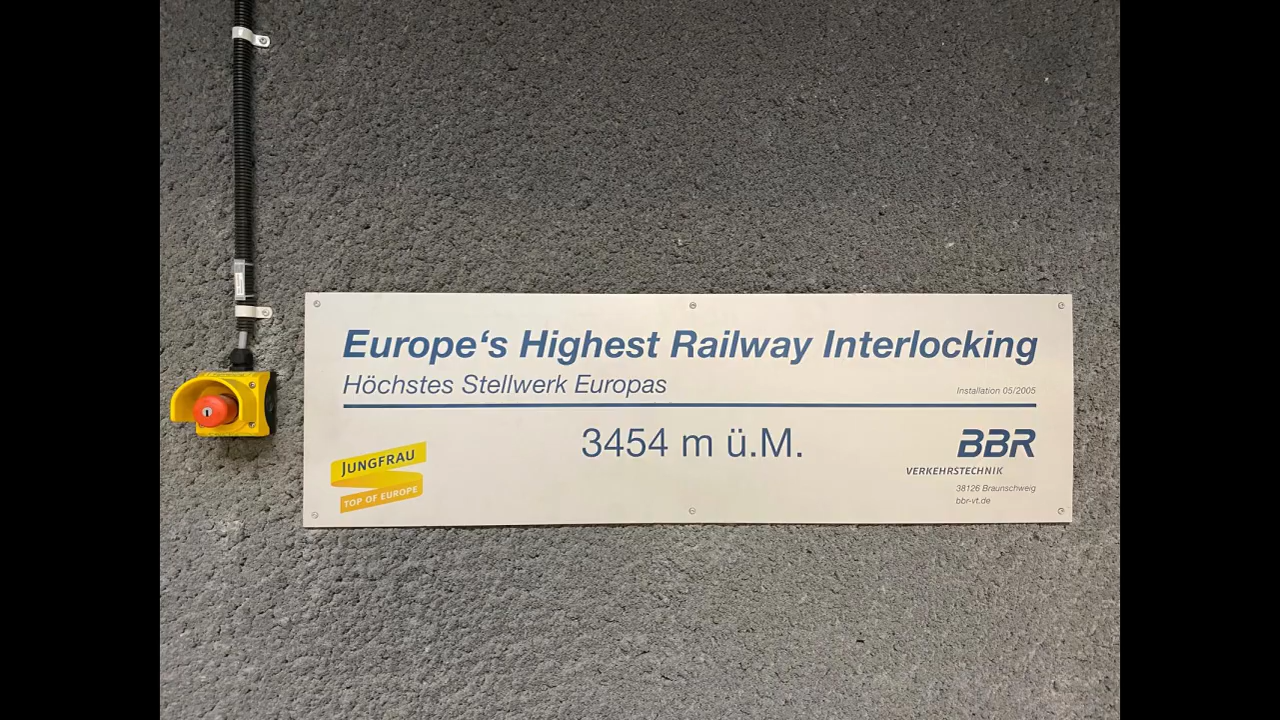 Europe‘s Highest Railway Interlocking
Höchstes Stellwerk Europas
Installation 05/2005
3454 m ü.M.
JUNGFRAU
TOP OF EUROPE
BBR
VERKEHRSTECHNIK
38126 Braunschweig
bbr-vt.de